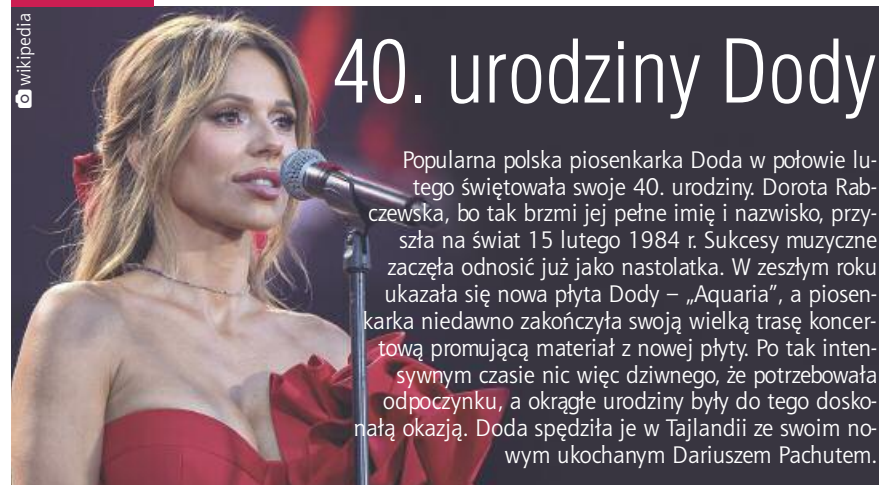 wikipedia
40. urodziny Dody
Popularna polska piosenkarka Doda w połowie lu-
tego świętowała swoje 40. urodziny. Dorota Rab-
czewska, bo tak brzmi jej pełne imię i nazwisko, przy-
szła na świat 15 lutego 1984 r. Sukcesy muzyczne
zaczęła odnosić już jako nastolatka. W zeszłym roku
ukazała się nowa płyta Dody – „Aquaria”, a piosen-
karka niedawno zakończyła swoją wielką trasę koncer-
tową promującą materiał z nowej płyty. Po tak inten-
sywnym czasie nic więc dziwnego, że potrzebowała
odpoczynku, a okrągłe urodziny były do tego dosko-
nałą okazją. Doda spędziła je w Tajlandii ze swoim no-
wym ukochanym Dariuszem Pachutem.